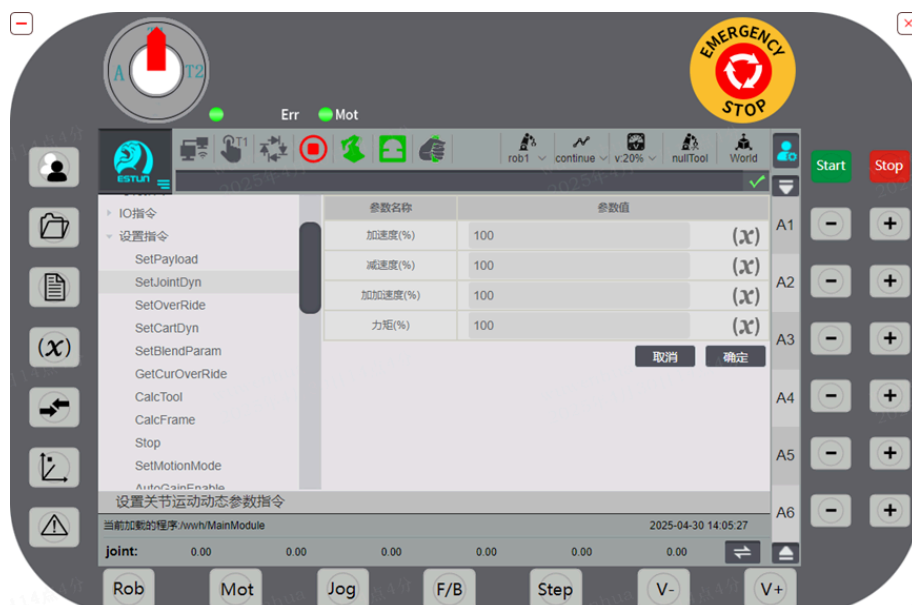 A
T2
EMERGENCY
STOP
Err
Mot
ESTUN
T1
rob1
continue
v:20%
nullTool
World
Start
Stop
IO指令
设置指令
SetPayload
SetJointDyn
SetOverRide
SetCartDyn
SetBlendParam
GetCurOverRide
CalcTool
CalcFrame
Stop
SetMotionMode
AutoGainEnable
参数名称
参数值
加速度(%)
100
(x)
减速度(%)
100
(x)
加加速度(%)
100
(x)
力矩(%)
100
(x)
取消
确定
A1
A2
A3
A4
A5
A6
(x)
设置关节运动动态参数指令
当前加载的程序:/wwh/MainModule
2025-04-30 14:05:27
joint:
0.00
0.00
0.00
0.00
0.00
0.00
Rob
Mot
Jog
F/B
Step
V-
V+